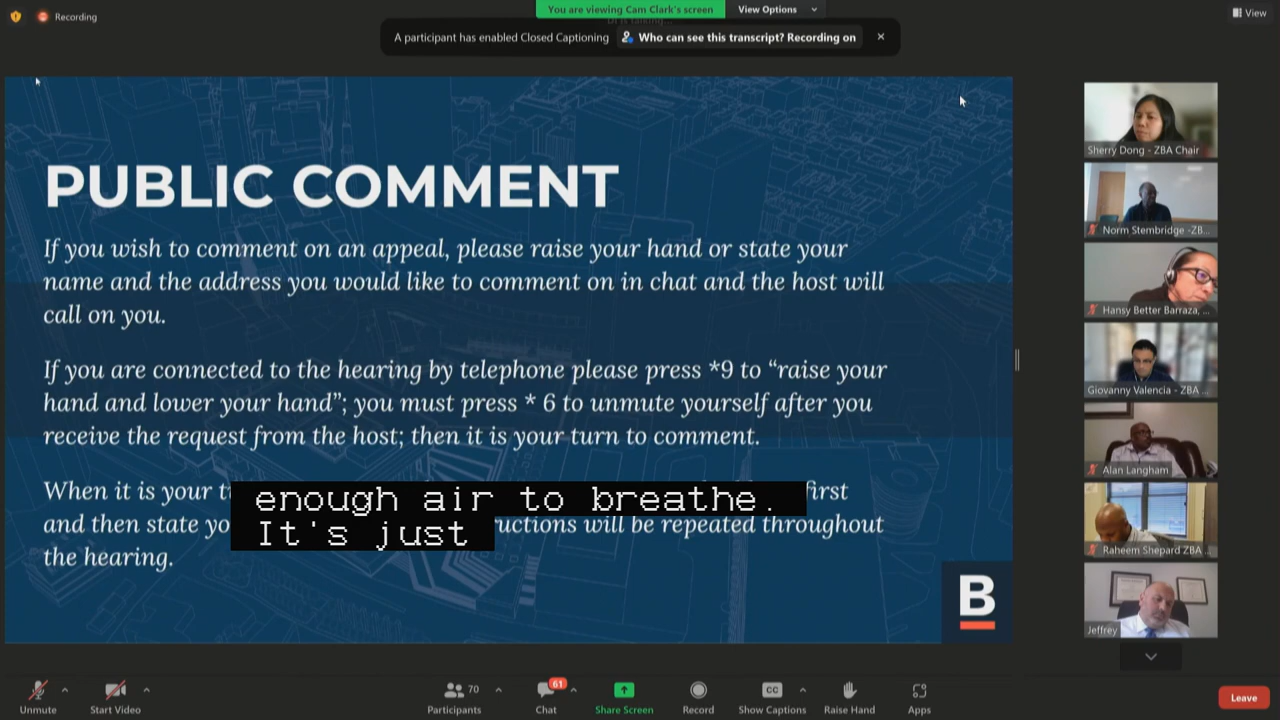 Recording
You are viewing Cam Clark's screen
View Options
View
A participant has enabled Closed Captioning
Who can see this transcript? Recording on
PUBLIC COMMENT
If you wish to comment on an appeal, please raise your hand or state your
name and the address you would like to comment on in chat and the host will
call on you.
If you are connected to the hearing by telephone please press *9 to “raise your
hand and lower your hand”; you must press * 6 to unmute yourself after you
receive the request from the host; then it is your turn to comment.
When it is your first
and then state will be repeated throughout
the hearing.
enough air to breathe.
It's just
B
Sherry Dong - ZBA Chair
Norm Stembridge -ZB...
Hansy Better Barraza, ...
Giovanny Valencia - ZBA ...
Alan Langham
Raheem Shepard ZBA ...
Jeffrey
Unmute
Start Video
70
Participants
61
Chat
Share Screen
Record
CC
Show Captions
Raise Hand
Apps
Leave